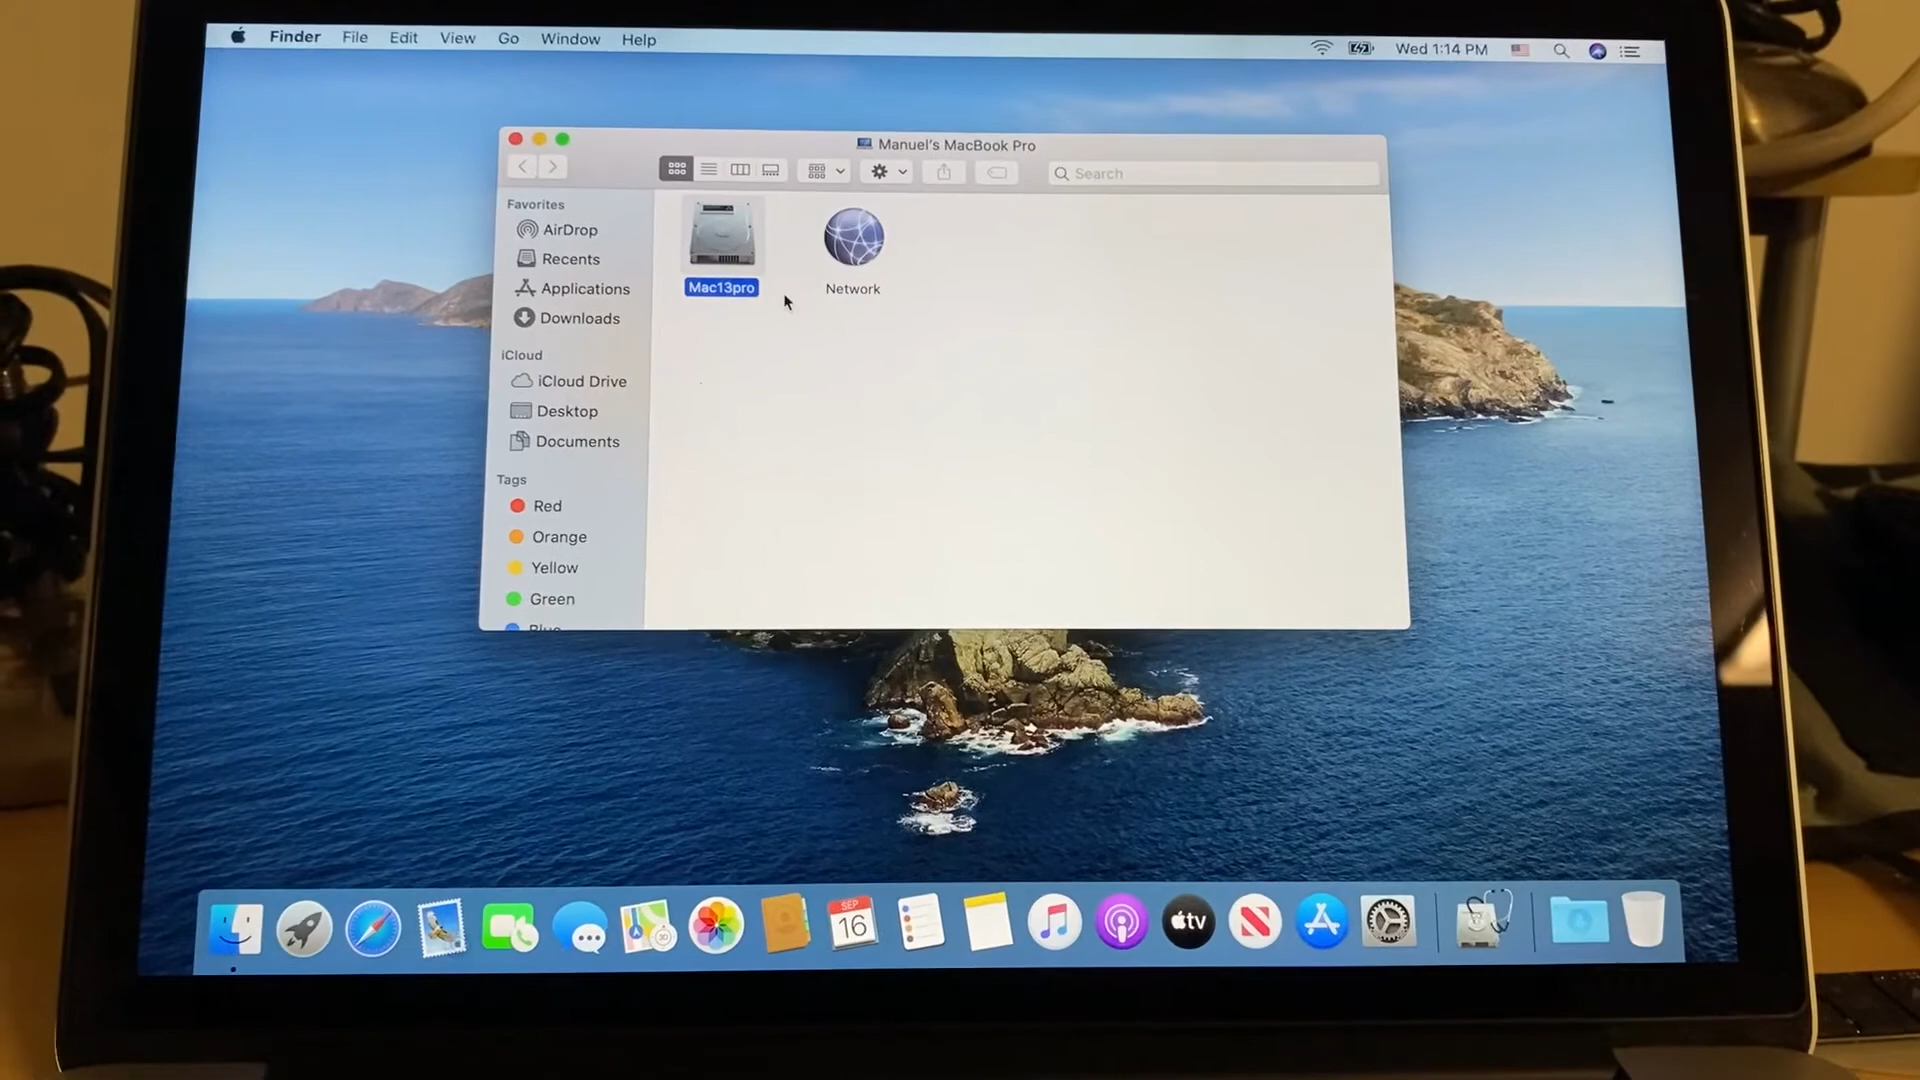 Finder File Edit View Go Window Help
Wed 1:14 PM
Manuel's MacBook Pro
Search
Favorites
AirDrop
Recents
Applications
Downloads
iCloud
iCloud Drive
Desktop
Documents
Tags
Red
Orange
Yellow
Green
Blue
Mac13pro
Network
SEP
16
tv